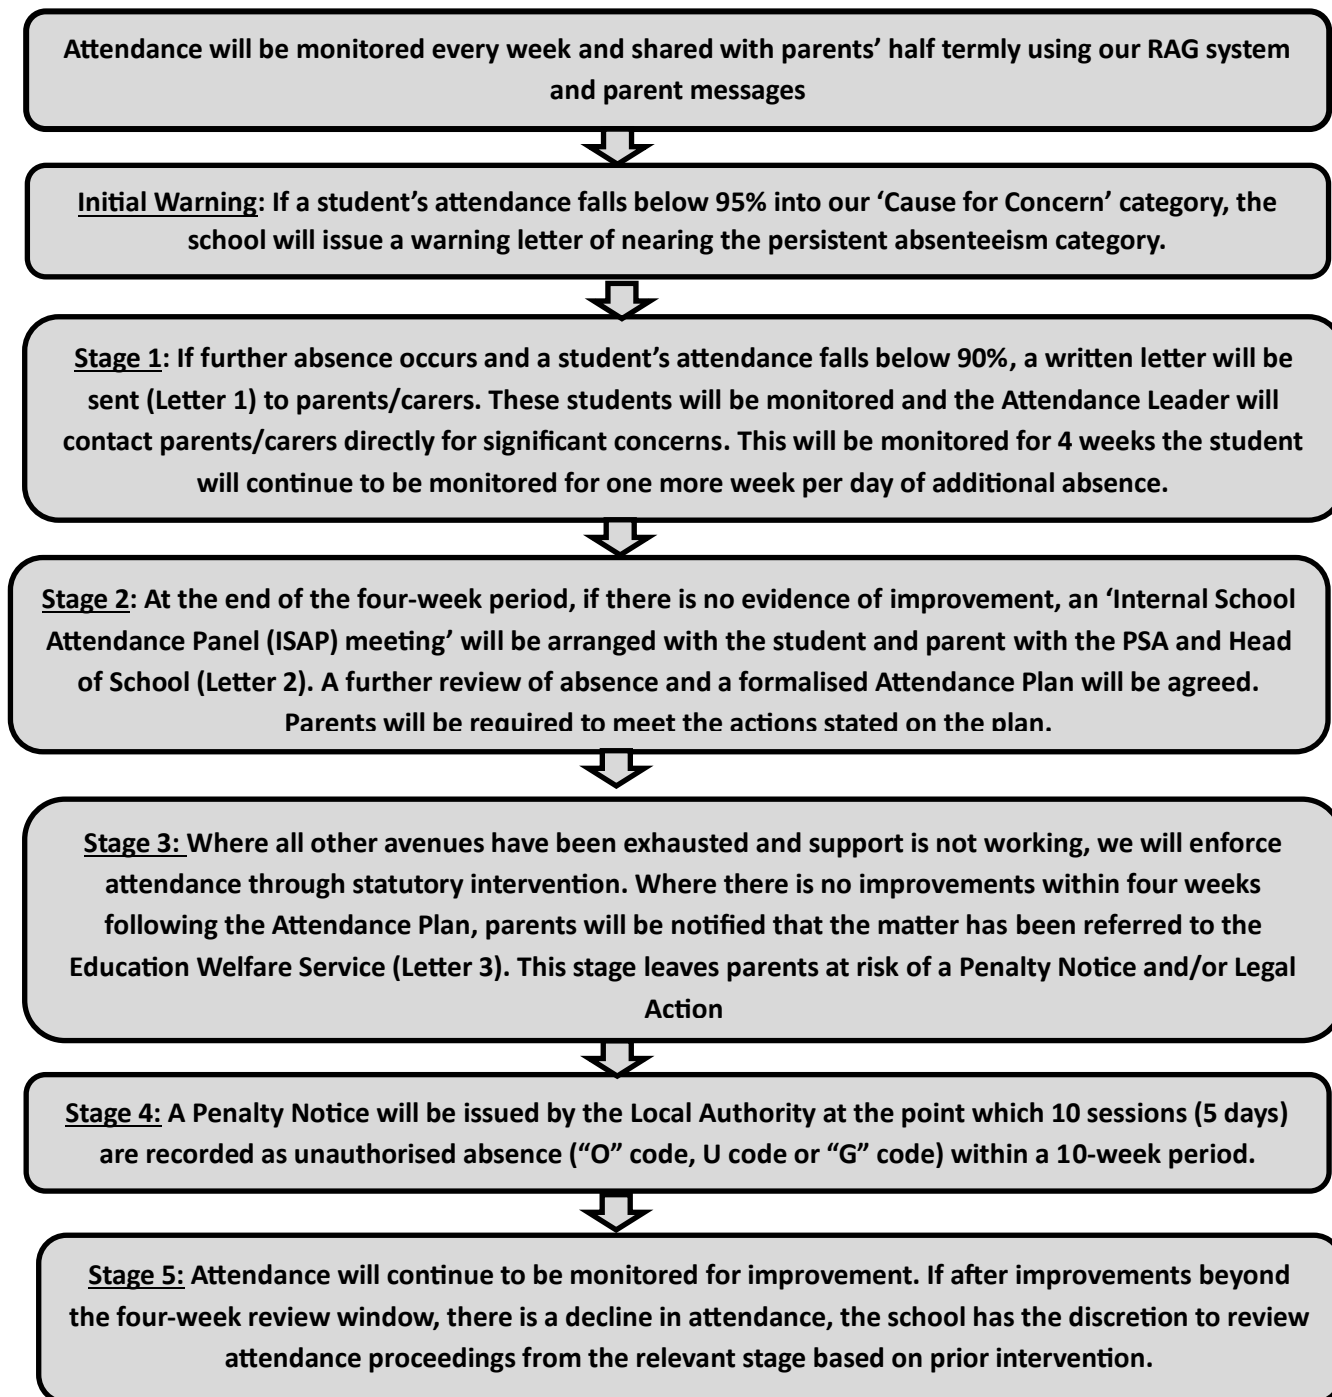 Attendance will be monitored every week and shared with parents’ half termly using our RAG system
and parent messages
Initial Warning: If a student’s attendance falls below 95% into our ‘Cause for Concern’ category, the
school will issue a warning letter of nearing the persistent absenteeism category.
Stage 1: If further absence occurs and a student’s attendance falls below 90%, a written letter will be
sent (Letter 1) to parents/carers. These students will be monitored and the Attendance Leader will
contact parents/carers directly for significant concerns. This will be monitored for 4 weeks the student
will continue to be monitored for one more week per day of additional absence.
Stage 2: At the end of the four-week period, if there is no evidence of improvement, an ‘Internal School
Attendance Panel (ISAP) meeting’ will be arranged with the student and parent with the PSA and Head
of School (Letter 2). A further review of absence and a formalised Attendance Plan will be agreed.
Parents will be required to meet the actions stated on the plan.
Stage 3: Where all other avenues have been exhausted and support is not working, we will enforce
attendance through statutory intervention. Where there is no improvements within four weeks
following the Attendance Plan, parents will be notified that the matter has been referred to the
Education Welfare Service (Letter 3). This stage leaves parents at risk of a Penalty Notice and/or Legal
Action
Stage 4: A Penalty Notice will be issued by the Local Authority at the point which 10 sessions (5 days)
are recorded as unauthorised absence (“O” code, U code or “G” code) within a 10-week period.
Stage 5: Attendance will continue to be monitored for improvement. If after improvements beyond
the four-week review window, there is a decline in attendance, the school has the discretion to review
attendance proceedings from the relevant stage based on prior intervention.